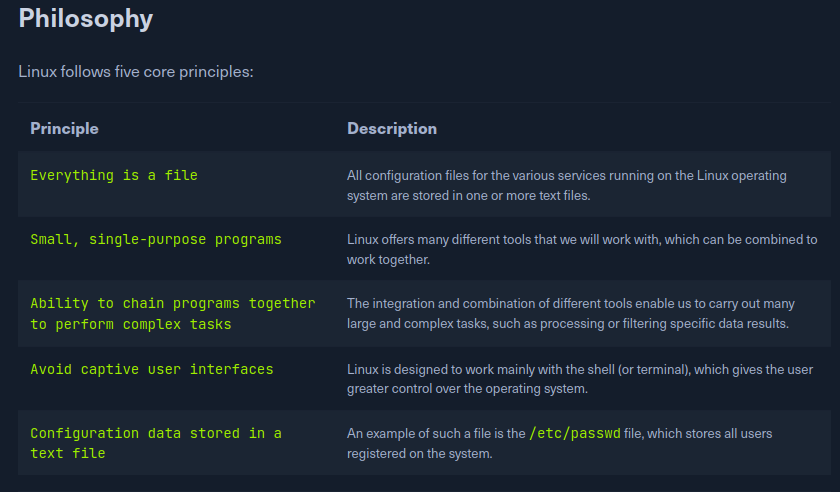 Philosophy
Linux follows five core principles:
Principle Description
Everything is a file
All configuration files for the various services running on the Linux operating
system are stored in one or more text files.
Small, single-purpose programs
Linux offers many different tools that we will work with, which can be combined to
work together.
Ability to chain programs together
to perform complex tasks
The integration and combination of different tools enable us to carry out many
large and complex tasks, such as processing or filtering specific data results.
Avoid captive user interfaces
Linux is designed to work mainly with the shell (or terminal), which gives the user
greater control over the operating system.
Configuration data stored in a
text file
An example of such a file is the /etc/passwd file, which stores all users
registered on the system.